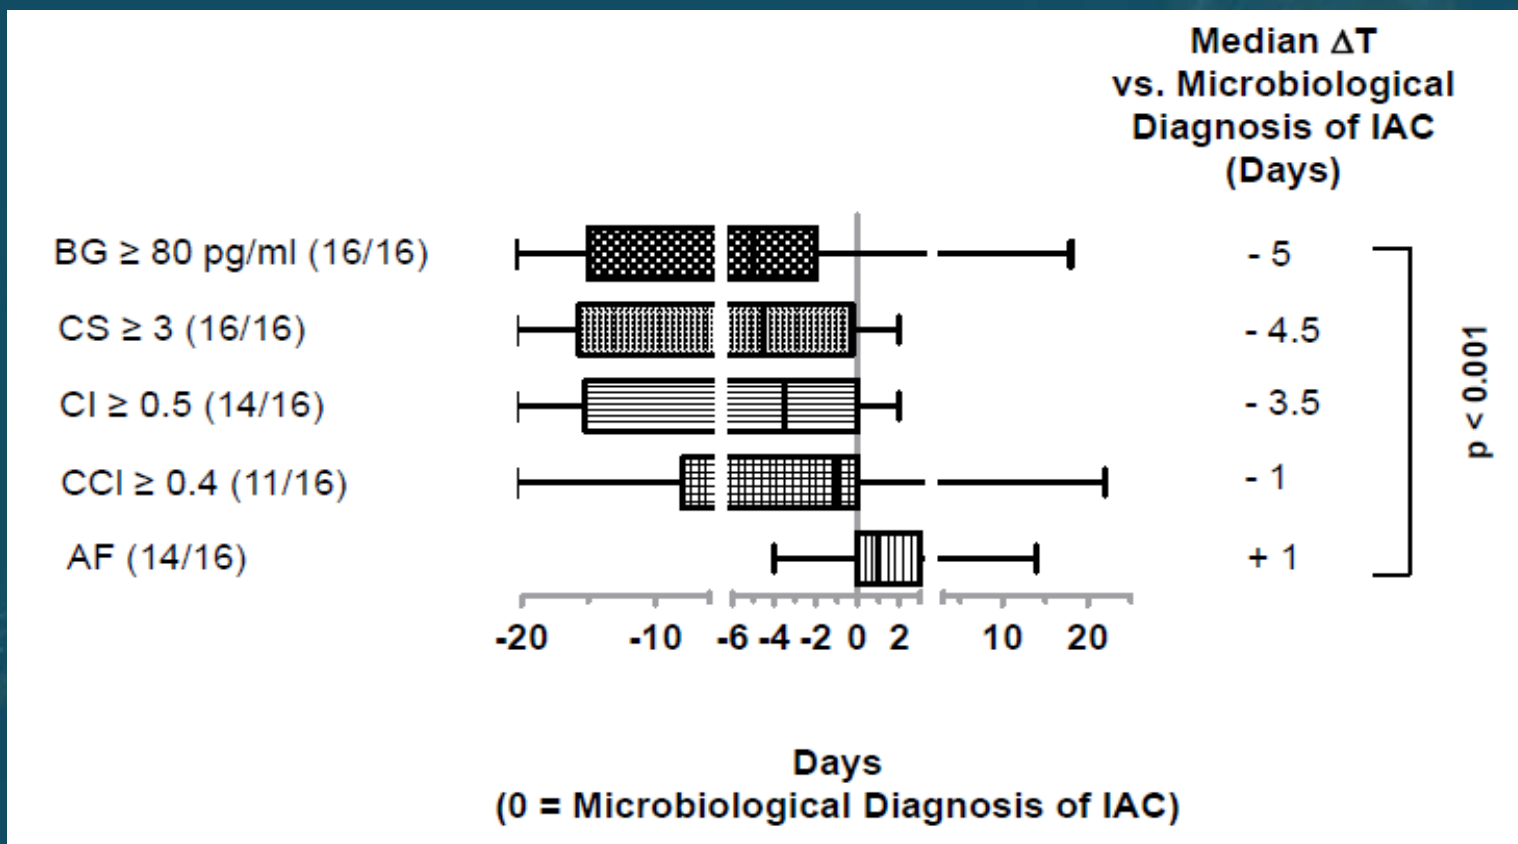 Median ΔT
vs. Microbiological
Diagnosis of IAC
(Days)
BG ≥ 80 pg/ml (16/16)
- 5
CS ≥ 3 (16/16)
- 4.5
CI ≥ 0.5 (14/16)
- 3.5
CCI ≥ 0.4 (11/16)
- 1
AF (14/16)
+ 1
p < 0.001
-20 -10 -6 -4 -2 0 2 10 20
Days
(0 = Microbiological Diagnosis of IAC)